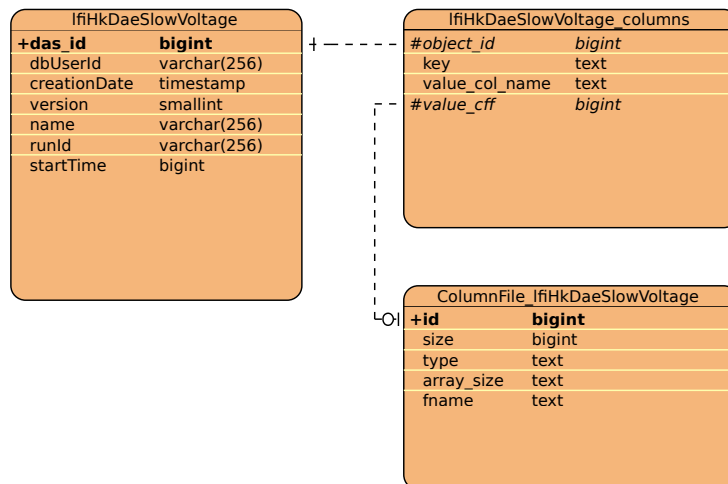 lfiHkDaeSlowVoltage
+das_id bigint
dbUserId varchar(256)
creationDate timestamp
version smallint
name varchar(256)
runId varchar(256)
startTime bigint
lfiHkDaeSlowVoltage_columns
#object_id bigint
key text
value_col_name text
#value_cff bigint
ColumnFile_lfiHkDaeSlowVoltage
+id bigint
size bigint
type text
array_size text
fname text